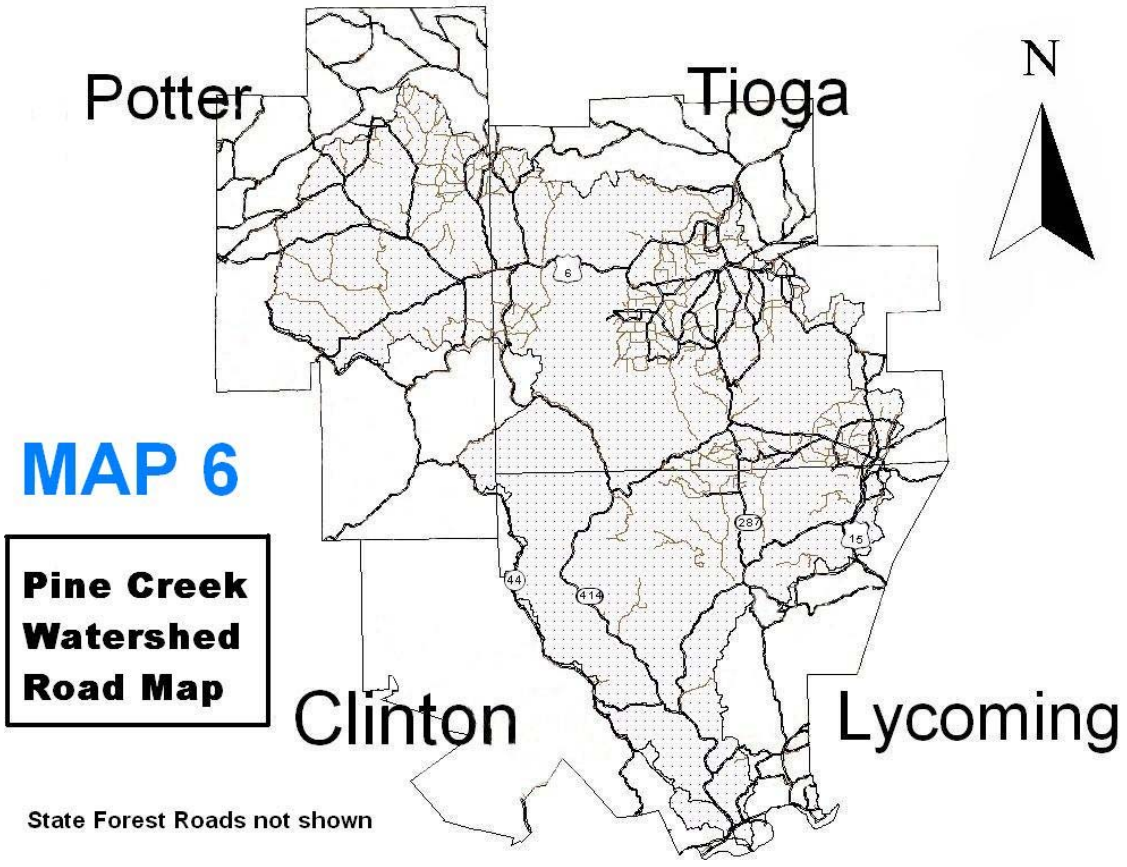 Potter
Tioga
N
6
MAP 6
Pine Creek
Watershed
Road Map
287
15
44
414
Clinton
Lycoming
State Forest Roads not shown